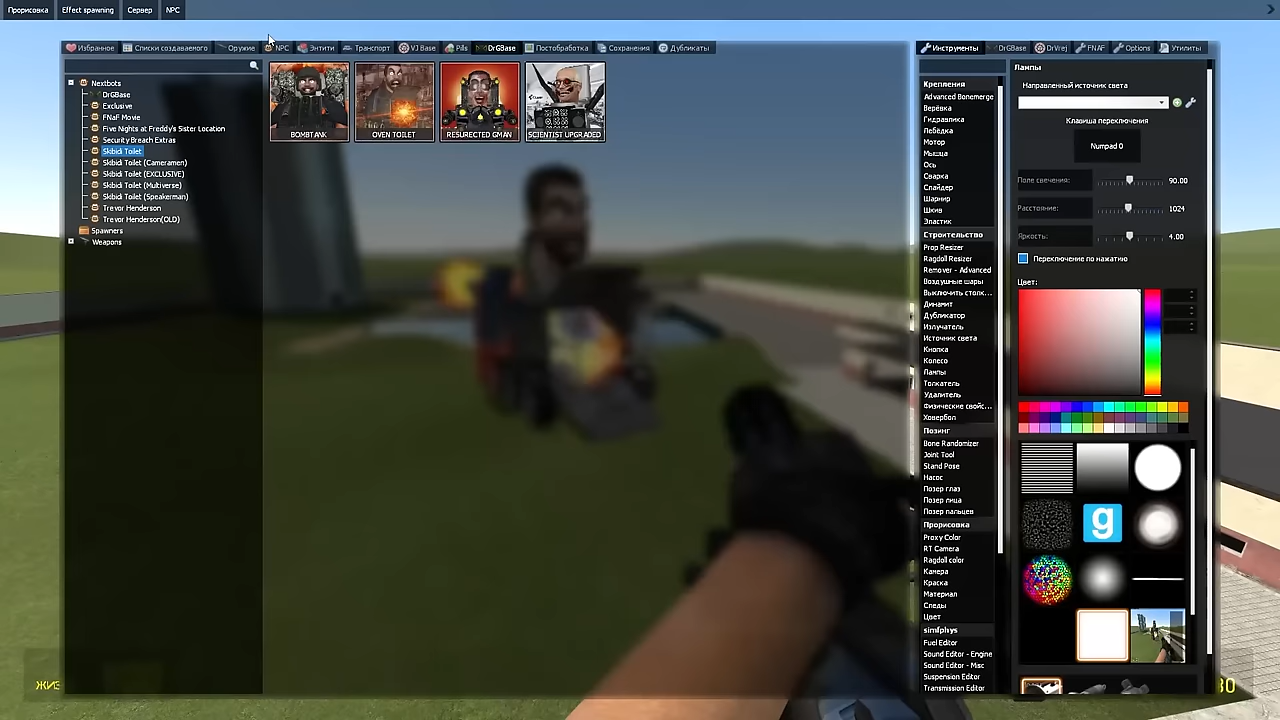 Прорисовка Effect spawning Сервер NPC
Избранное Списки создаваемого Оружие NPC Энтити Транспорт VJ Base Pills DrGBase Постобработка Сохранения Дубликаты
Nextbots
DrGBase
Exclusive
FNaF Movie
Five Nights at Freddy's Sister Location
Security Breach Extras
Skibidi Toilet
Skibidi Toilet (Cameramen)
Skibidi Toilet (EXCLUSIVE)
Skibidi Toilet (Multiverse)
Skibidi Toilet (Speakerman)
Trevor Henderson
Trevor Henderson(OLD)
Spawners
Weapons
BOMBTANK
OVEN TOILET
RESURECTED GMAN
SCIENTIST UPGRADED
Инструменты DrGBase DrVrej FNAF Options Утилиты
Крепления
Advanced Bonemerge
Верёвка
Гидравлика
Лебёдка
Мотор
Мышца
Ось
Сварка
Слайдер
Шарнир
Шкив
Эластик
Строительство
Prop Resizer
Ragdoll Resizer
Remover - Advanced
Воздушные шары
Выключить столк...
Динамит
Дубликатор
Излучатель
Источник света
Кнопка
Колесо
Лампы
Толкатель
Удалитель
Физические свойс...
Ховербол
Позинг
Bone Randomizer
Joint Tool
Stand Pose
Насос
Позер глаз
Позер лица
Позер пальцев
Прорисовка
Proxy Color
RT Camera
Ragdoll color
Камера
Краска
Материал
Следы
Цвет
simfphys
Fuel Editor
Sound Editor - Engine
Sound Editor - Misc
Suspension Editor
Transmission Editor
Лампы
Направленный источник света
Клавиша переключения
Numpad 0
Поле свечения: 90.00
Расстояние: 1024
Яркость: 4.00
Переключение по нажатию
Цвет:
g